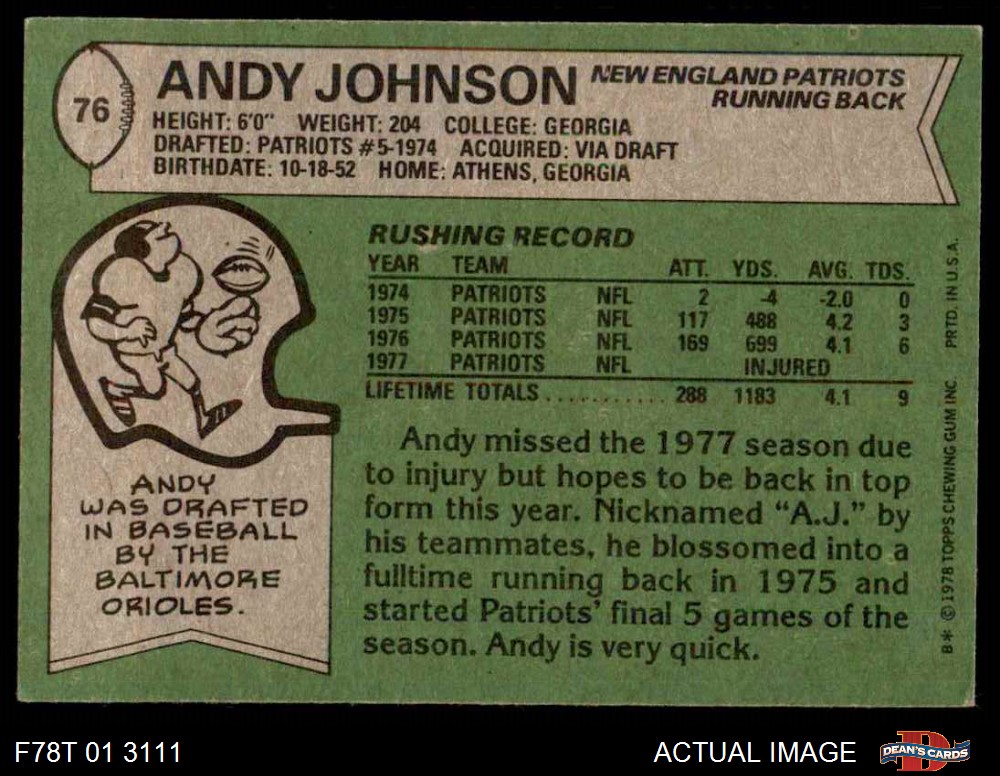 76
ANDY JOHNSON
NEW ENGLAND PATRIOTS
RUNNING BACK
HEIGHT: 6'0" WEIGHT: 204 COLLEGE: GEORGIA
DRAFTED: PATRIOTS #5-1974 ACQUIRED: VIA DRAFT
BIRTHDATE: 10-18-52 HOME: ATHENS, GEORGIA
RUSHING RECORD
YEAR TEAM ATT. YDS. AVG. TDS.
1974 PATRIOTS NFL 2 -4 -2.0 0
1975 PATRIOTS NFL 117 488 4.2 3
1976 PATRIOTS NFL 169 699 4.1 6
1977 PATRIOTS NFL INJURED
LIFETIME TOTALS ............ 288 1183 4.1 9
Andy missed the 1977 season due
to injury but hopes to be back in top
form this year. Nicknamed "A.J." by
his teammates, he blossomed into a
fulltime running back in 1975 and
started Patriots' final 5 games of the
season. Andy is very quick.
ANDY
WAS DRAFTED
IN BASEBALL
BY THE
BALTIMORE
ORIOLES.
8* © 1978 TOPPS CHEWING GUM INC. PRTD. IN U.S.A.
F78T 01 3111
ACTUAL IMAGE
D
DEAN'S CARDS